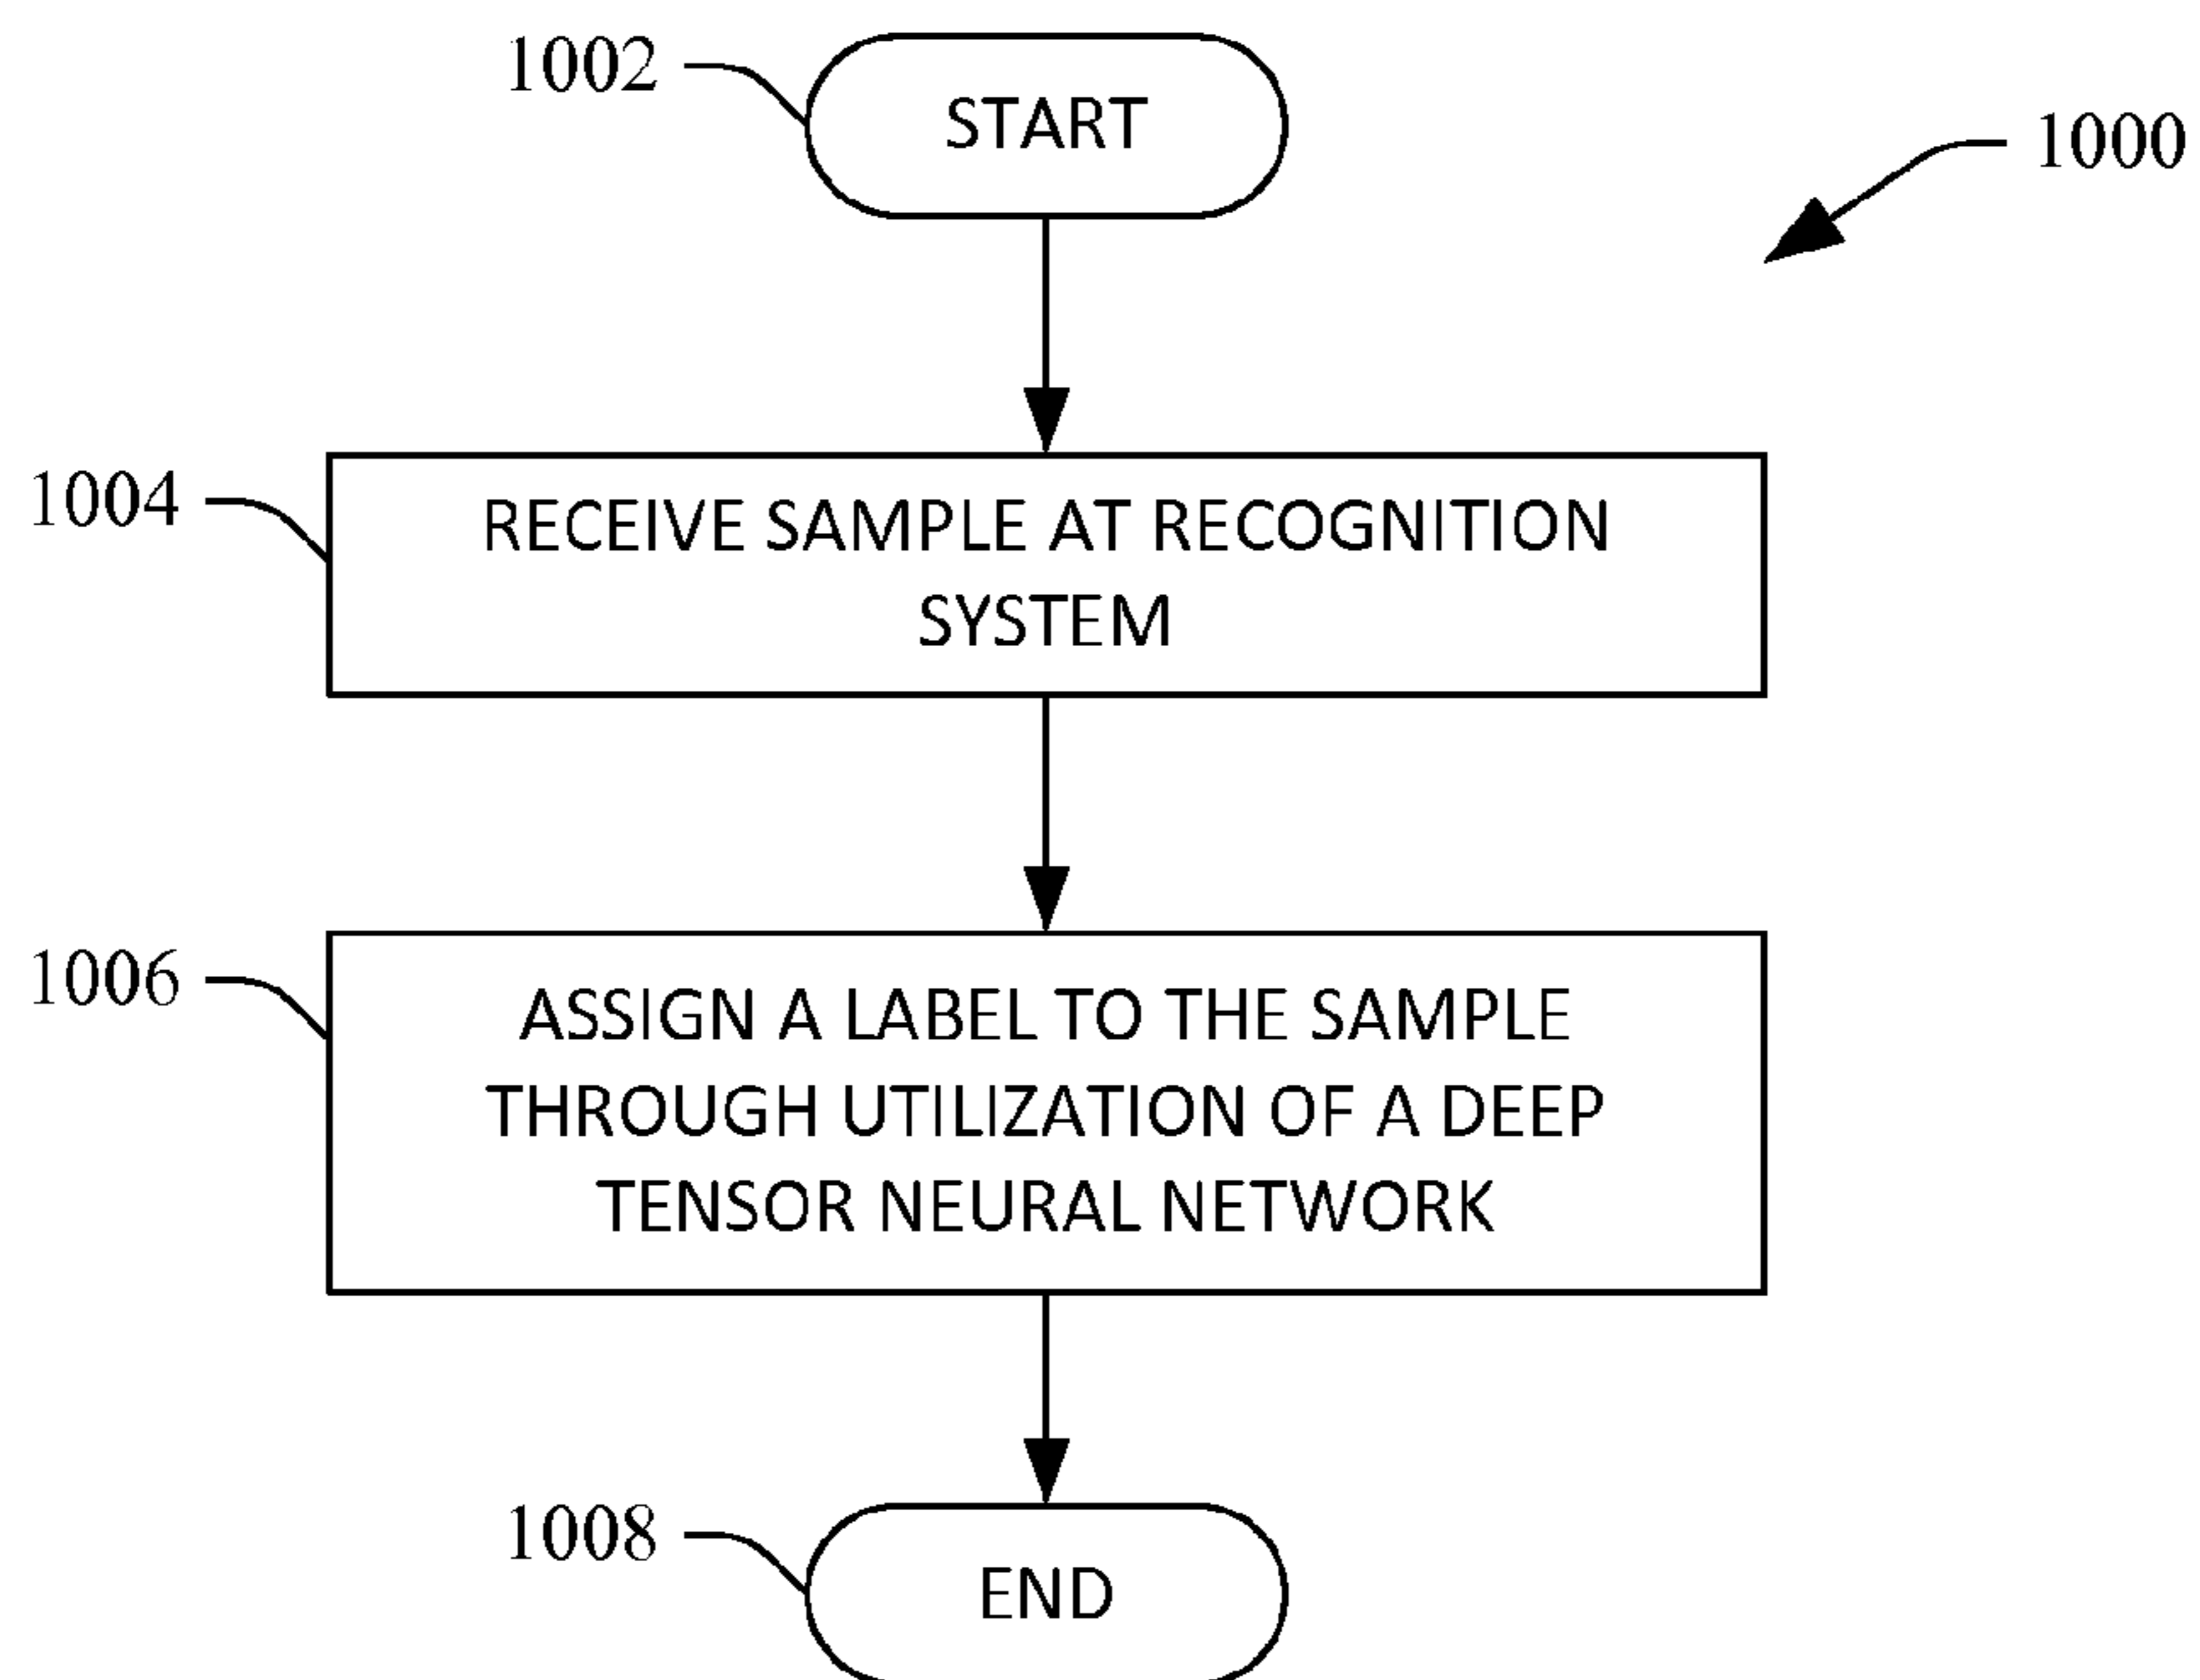 1002
START
1000
1004
RECEIVE SAMPLE AT RECOGNITION
SYSTEM
1006
ASSIGN A LABEL TO THE SAMPLE
THROUGH UTILIZATION OF A DEEP
TENSOR NEURAL NETWORK
1008
END